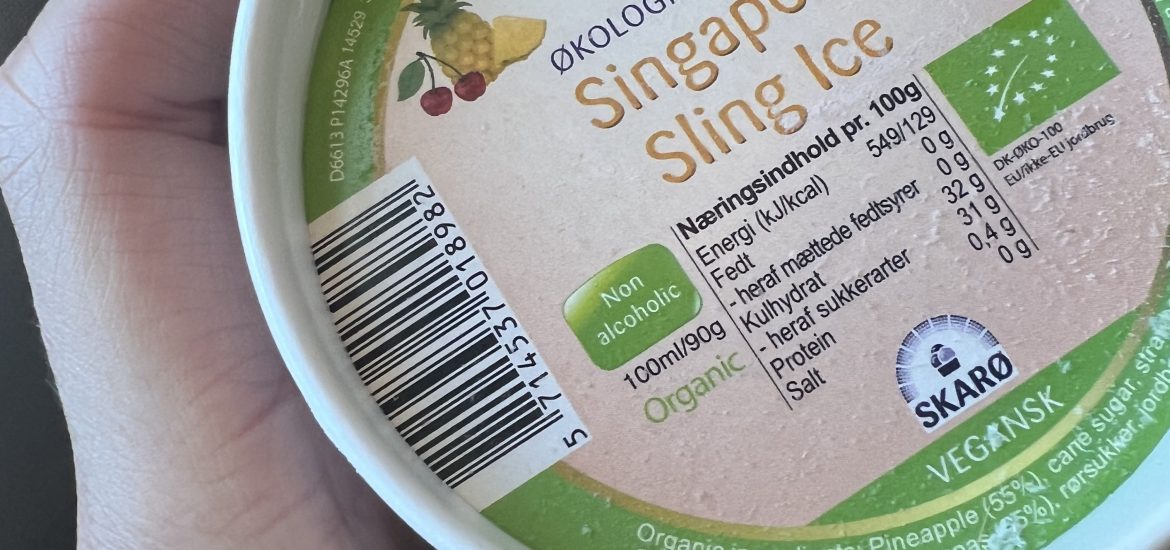 D6613 P14296A 14529
ØKOLOGI
Singapo
Sling Ice
Næringsindhold pr. 100g
Energi (kJ/kcal) 549/129
Fedt 0 g
- heraf mættede fedtsyrer 0 g
Kulhydrat 32 g
- heraf sukkerarter 31 g
Protein 0,4 g
Salt 0 g
DK-ØKO-100
EU/ikke-EU jordbrug
Non
alcoholic
100ml/90g
Organic
5 714537 018982
SKARØ
VEGANSK
Organic Pineapple (55%), cane sugar,
rørsukker,